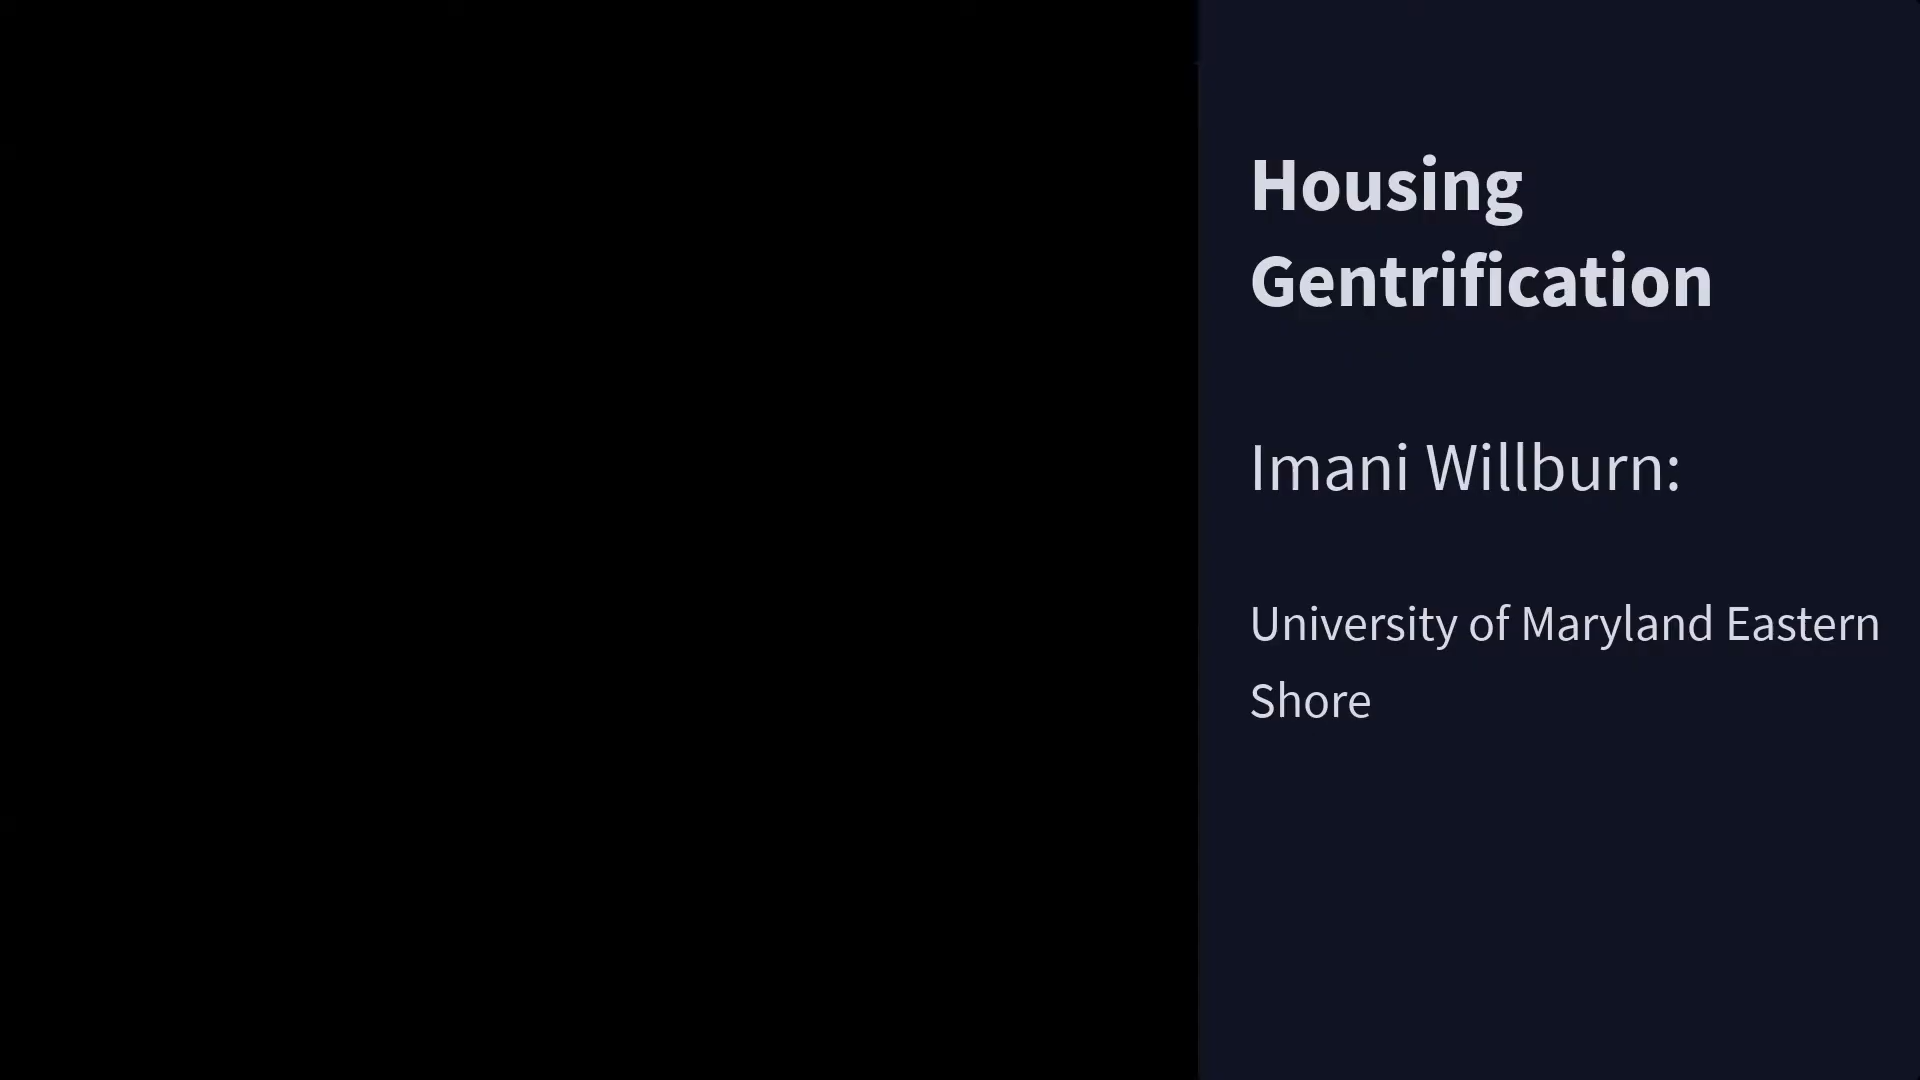 Housing
Gentrification
Imani Willburn:
University of Maryland Eastern
Shore